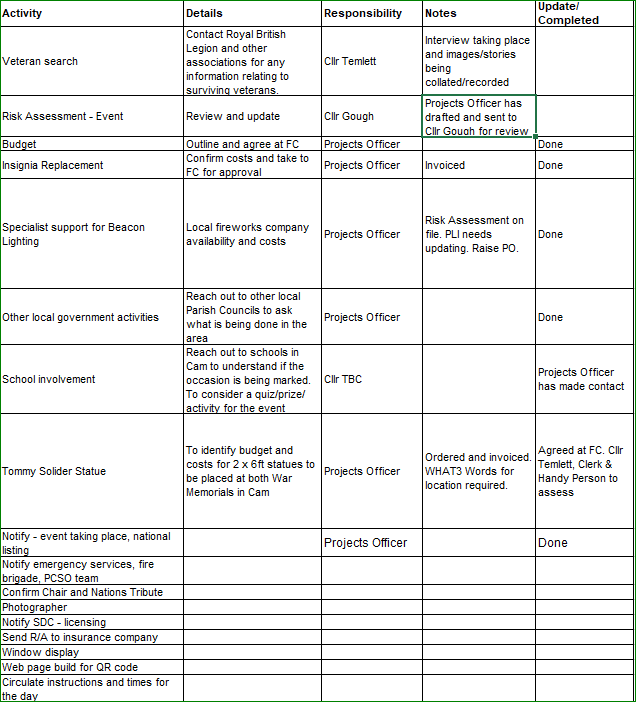 Activity Details Responsibility Notes Update/
Completed
Veteran search
Contact Royal British
Legion and other
associations for any
information relating to
surviving veterans.
Cllr Temlett
Interview taking place
and images/stories
being
collated/recorded
Risk Assessment - Event
Review and update
Cllr Gough
Projects Officer has
drafted and sent to
Cllr Gough for review
Budget
Outline and agree at FC
Projects Officer
Done
Insignia Replacement
Confirm costs and take to
FC for approval
Projects Officer
Invoiced
Done
Specialist support for Beacon
Lighting
Local fireworks company
availability and costs
Projects Officer
Risk Assessment on
file. PLI needs
updating. Raise PO.
Done
Other local government activities
Reach out to other local
Parish Councils to ask
what is being done in the
area
Projects Officer
Done
School involvement
Reach out to schools in
Cam to understand if the
occasion is being marked.
To consider a quiz/prize/
activity for the event
Cllr TBC
Projects Officer
has made contact
Tommy Solider Statue
To identify budget and
costs for 2 x 6ft statues to
be placed at both War
Memorials in Cam
Projects Officer
Ordered and invoiced.
WHAT3 Words for
location required.
Agreed at FC. Cllr
Temlett, Clerk &
Handy Person to
assess
Notify - event taking place, national
listing
Projects Officer
Done
Notify emergency services, fire
brigade, PCSO team
Confirm Chair and Nations Tribute
Photographer
Notify SDC - licensing
Send R/A to insurance company
Window display
Web page build for QR code
Circulate instructions and times for
the day